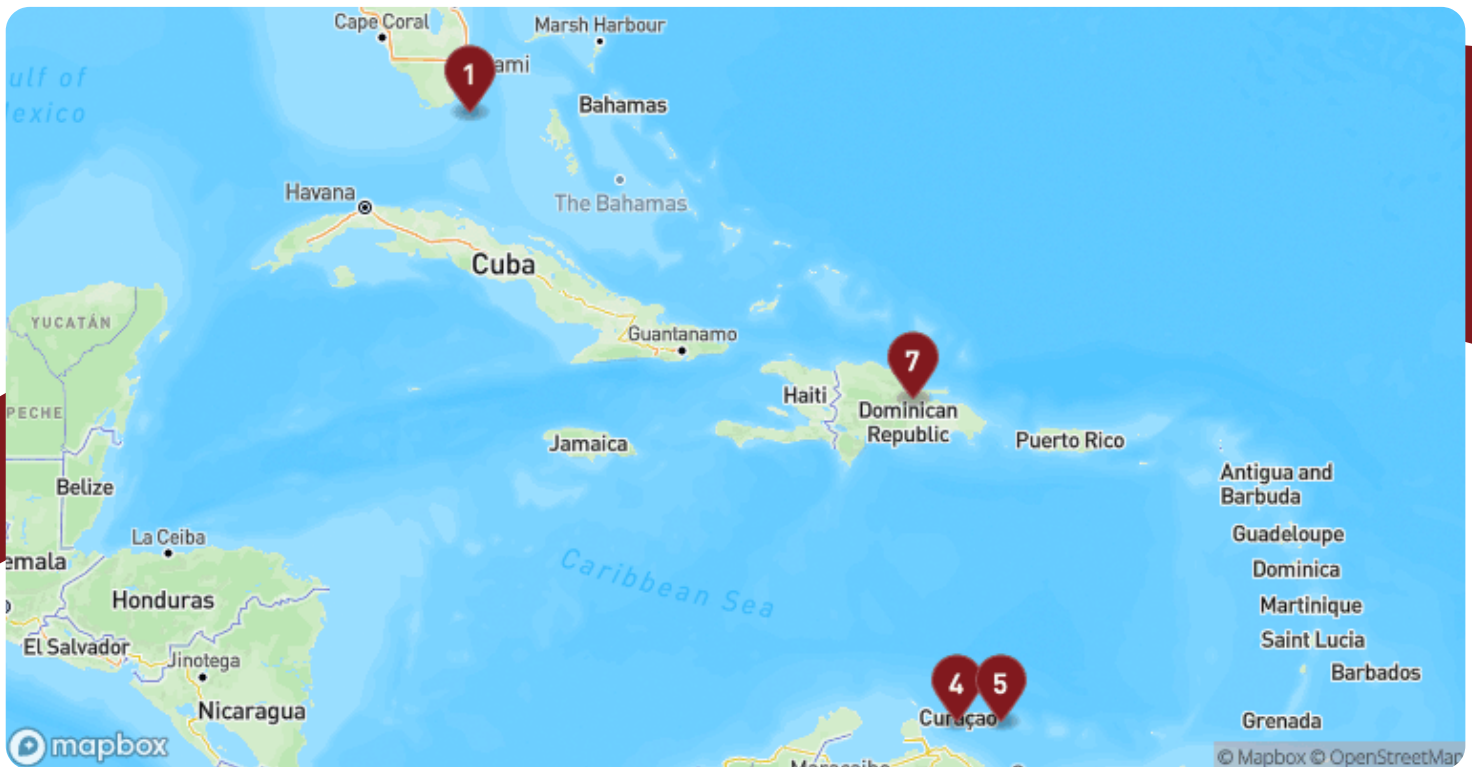 Cape Coral
Marsh Harbour
1
ami
ulf of
exico
Bahamas
Havana
The Bahamas
Cuba
YUCATÁN
Guantanamo
7
Haiti
PECHE
Dominican
Republic
Jamaica
Puerto Rico
Antigua and
Barbuda
Belize
La Ceiba
Guadeloupe
emala
Caribbean Sea
Dominica
Honduras
Martinique
El Salvador
Saint Lucia
Jinotega
Barbados
4
5
Nicaragua
Curaçao
Grenada
mapbox
© Mapbox © OpenStreetMap